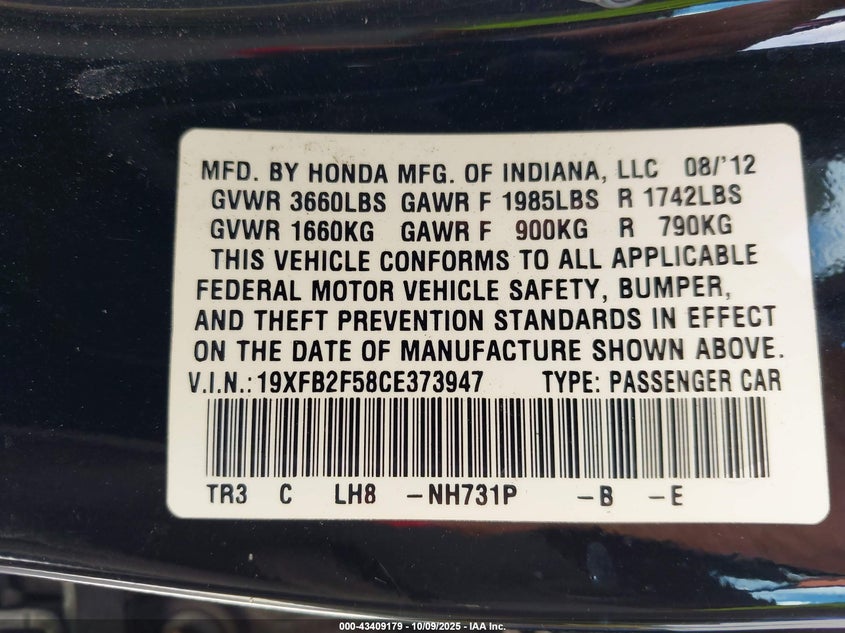 MFD. BY HONDA MFG. OF INDIANA, LLC 08/'12
GVWR 3660LBS GAWR F 1985LBS R 1742LBS
GVWR 1660KG GAWR F 900KG R 790KG
THIS VEHICLE CONFORMS TO ALL APPLICABLE
FEDERAL MOTOR VEHICLE SAFETY, BUMPER,
AND THEFT PREVENTION STANDARDS IN EFFECT
ON THE DATE OF MANUFACTURE SHOWN ABOVE.
V.I.N.: 19XFB2F58CE373947 TYPE: PASSENGER CAR
TR3 C LH8 -NH731P -B -E
000-43409179 - 10/09/2025 - IAA Inc.